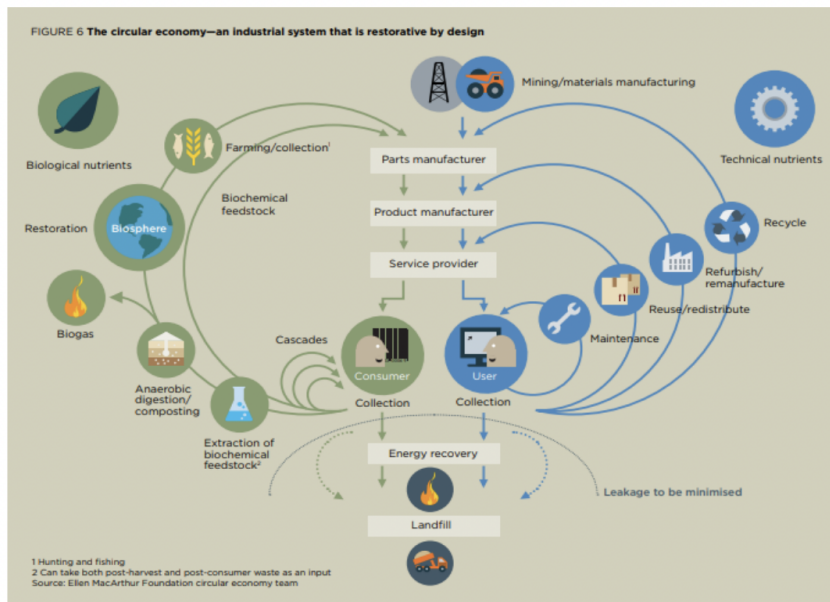 FIGURE 6 The circular economy—an industrial system that is restorative by design
Mining/materials manufacturing
Biological nutrients
Technical nutrients
Farming/collection¹
Parts manufacturer
Biochemical
feedstock
Product manufacturer
Restoration
Biosphere
Recycle
Service provider
Refurbish/
remanufacture
Reuse/redistribute
Biogas
Maintenance
Cascades
Consumer
User
Anaerobic
digestion/
composting
Collection
Collection
Extraction of
biochemical
feedstock²
Energy recovery
Leakage to be minimised
Landfill
1 Hunting and fishing
2 Can take both post-harvest and post-consumer waste as an input
Source: Ellen MacArthur Foundation circular economy team